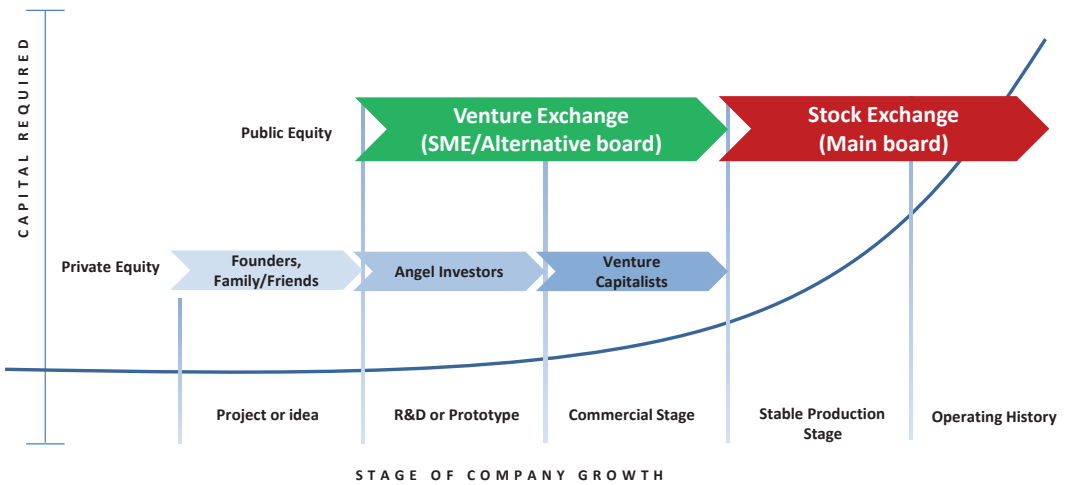 CAPITAL REQUIRED
Public Equity
Venture Exchange
(SME/Alternative board)
Stock Exchange
(Main board)
Private Equity
Founders,
Family/Friends
Angel Investors
Venture
Capitalists
Project or idea
R&D or Prototype
Commercial Stage
Stable Production
Stage
Operating History
STAGE OF COMPANY GROWTH